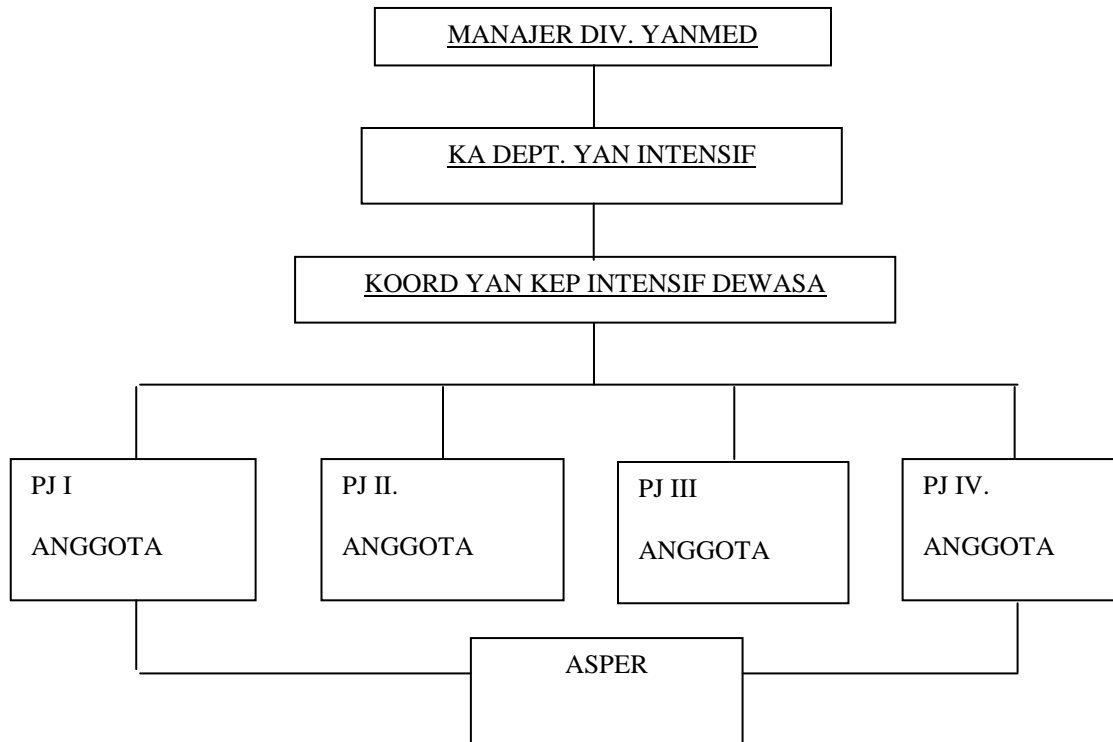 MANAJER DIV. YANMED
KA DEPT. YAN INTENSIF
KOORD YAN KEP INTENSIF DEWASA
PJ I
ANGGOTA
PJ II.
ANGGOTA
PJ III
ANGGOTA
PJ IV.
ANGGOTA
ASPER